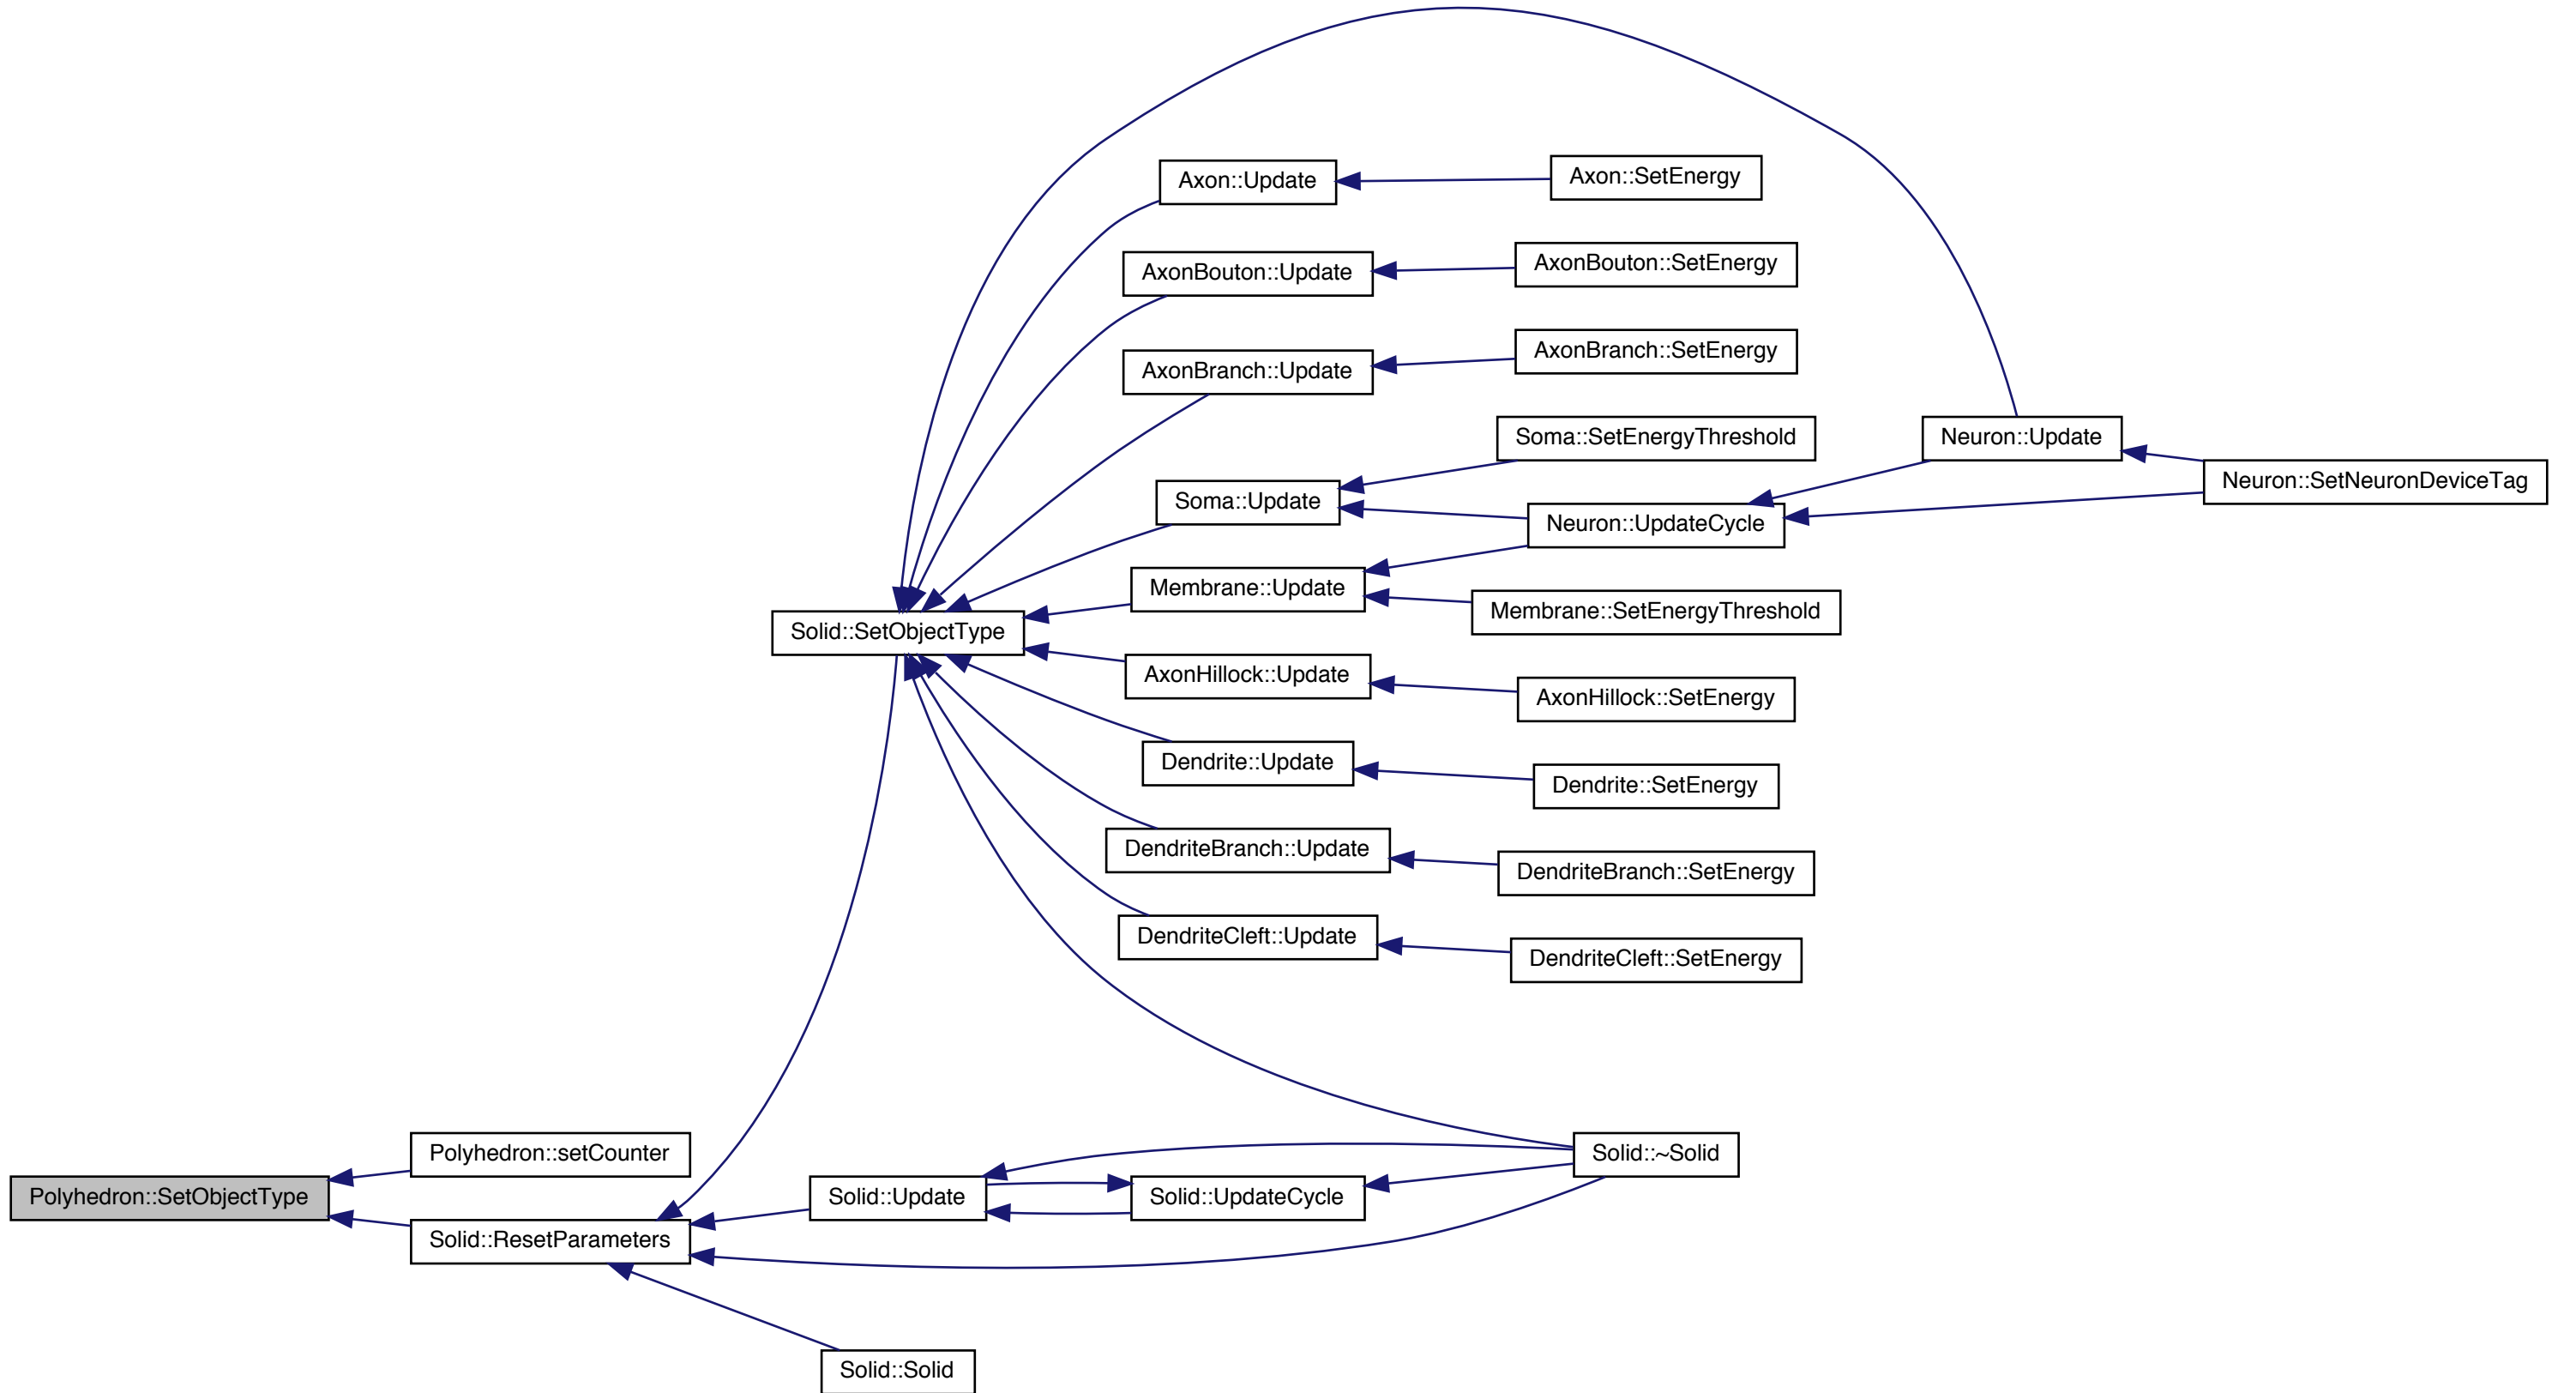 Axon::Update
Axon::SetEnergy
AxonBouton::Update
AxonBouton::SetEnergy
AxonBranch::Update
AxonBranch::SetEnergy
Soma::SetEnergyThreshold
Neuron::Update
Soma::Update
Neuron::SetNeuronDeviceTag
Neuron::UpdateCycle
Membrane::Update
Solid::SetObjectType
Membrane::SetEnergyThreshold
AxonHillock::Update
AxonHillock::SetEnergy
Dendrite::Update
Dendrite::SetEnergy
DendriteBranch::Update
DendriteBranch::SetEnergy
DendriteCleft::Update
DendriteCleft::SetEnergy
Polyhedron::setCounter
Solid::~Solid
Polyhedron::SetObjectType
Solid::Update
Solid::UpdateCycle
Solid::ResetParameters
Solid::Solid